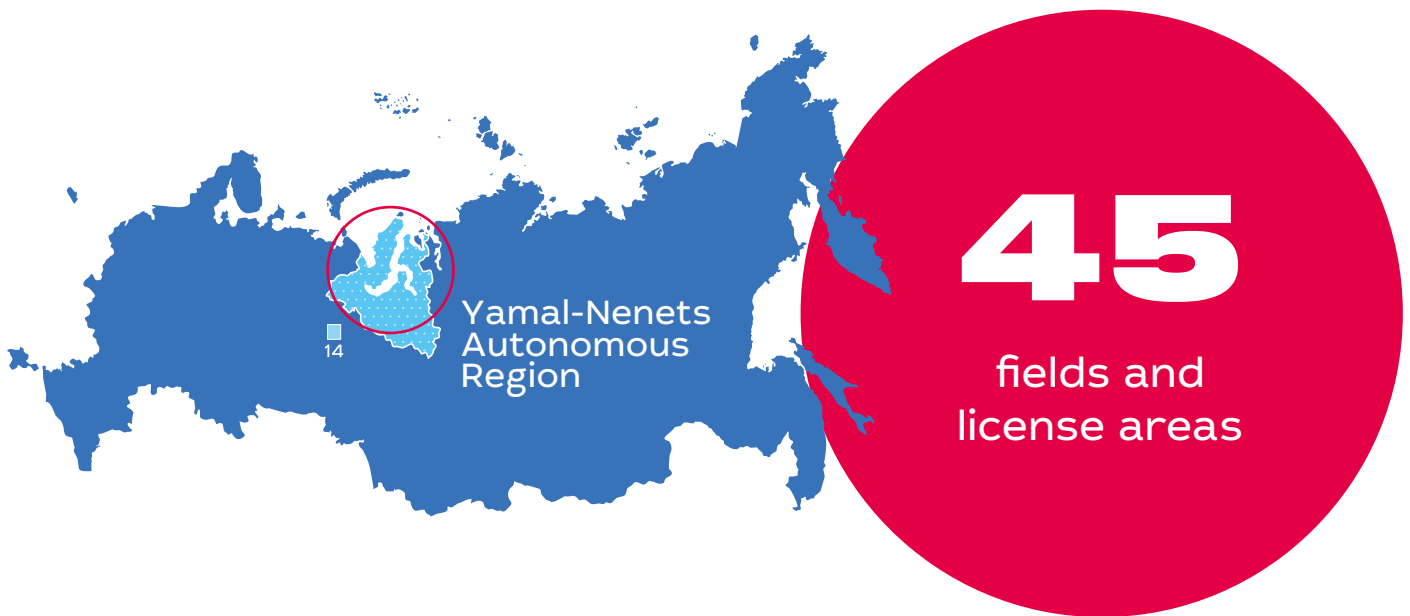 14
Yamal-Nenets
Autonomous
Region
45
fields and
license areas